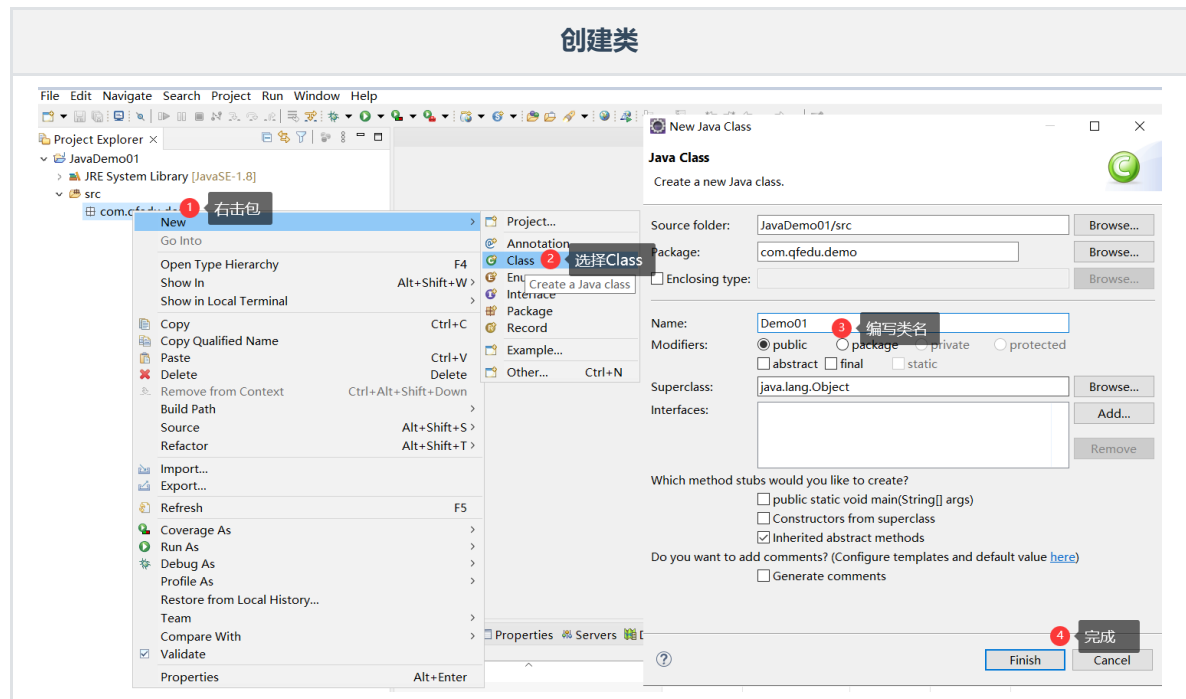 创建类
File Edit Navigate Search Project Run Window Help
Project Explorer
JavaDemo01
JRE System Library [JavaSE-1.8]
src
1 右击包
New
Go Into
Open Type Hierarchy F4
Show In Alt+Shift+W
Show in Local Terminal
Copy Ctrl+C
Copy Qualified Name
Paste Ctrl+V
Delete Delete
Remove from Context Ctrl+Alt+Shift+Down
Build Path
Source Alt+Shift+S
Refactor Alt+Shift+T
Import...
Export...
Refresh F5
Coverage As
Run As
Debug As
Profile As
Restore from Local History...
Team
Compare With
Validate
Properties Alt+Enter
Project...
Annotation
Class 2 选择Class
Create a Java class
Interface
Package
Record
Example...
Other... Ctrl+N
Properties Servers
New Java Class
Java Class
Create a new Java class.
Source folder: JavaDemo01/src Browse...
Package: com.qfedu.demo Browse...
Enclosing type: Browse...
Name: Demo01 3 编写类名
Modifiers: public package private protected
abstract final static
Superclass: java.lang.Object Browse...
Interfaces: Add...
Remove
Which method stubs would you like to create?
public static void main(String[] args)
Constructors from superclass
Inherited abstract methods
Do you want to add comments? (Configure templates and default value here)
Generate comments
4 完成
Finish Cancel